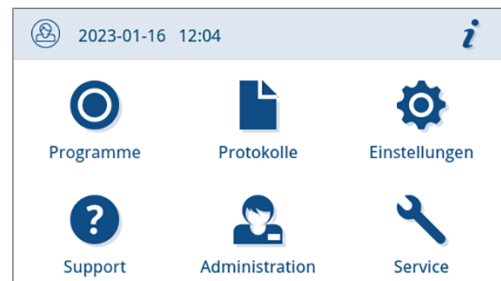 2023-01-16 12:04 i
Programme Protokolle Einstellungen
Support Administration Service